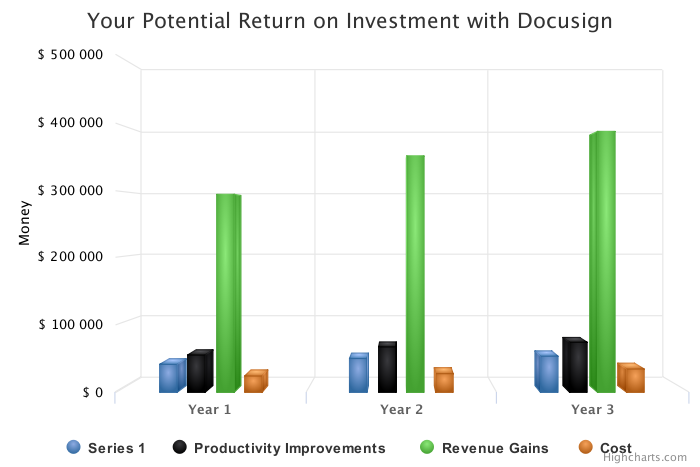 Your Potential Return on Investment with Docusign
$ 500 000
$ 400 000
$ 300 000
$ 200 000
$ 100 000
$ 0
Money
Year 1
Year 2
Year 3
Series 1
Productivity Improvements
Revenue Gains
Cost
Highcharts.com